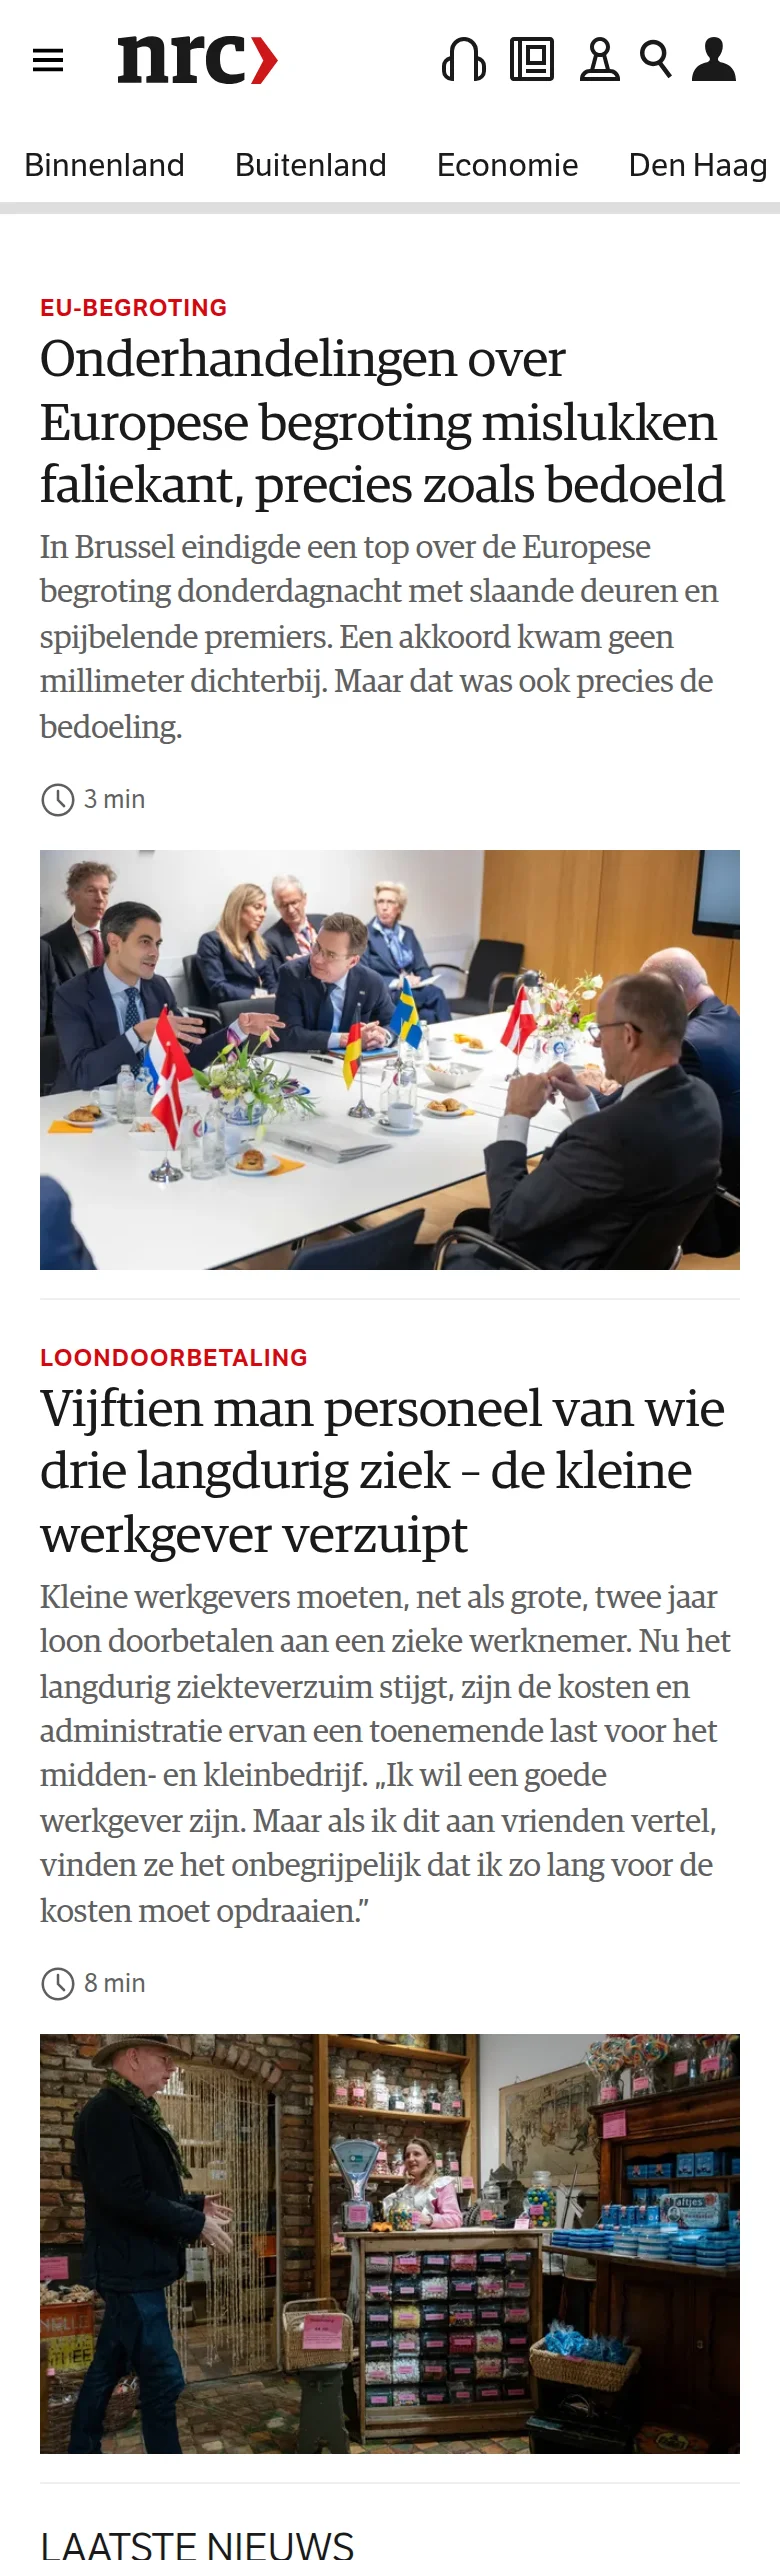 nrc
Binnenland Buitenland Economie Den Haag
EU-BEGROTING
Onderhandelingen over
Europese begroting mislukken
faliekant, precies zoals bedoeld
In Brussel eindigde een top over de Europese
begroting donderdagnacht met slaande deuren en
spijbelende premiers. Een akkoord kwam geen
millimeter dichterbij. Maar dat was ook precies de
bedoeling.
3 min
LOONDOORBETALING
Vijftien man personeel van wie
drie langdurig ziek – de kleine
werkgever verzuipt
Kleine werkgevers moeten, net als grote, twee jaar
loon doorbetalen aan een zieke werknemer. Nu het
langdurig ziekteverzuim stijgt, zijn de kosten en
administratie ervan een toenemende last voor het
midden- en kleinbedrijf. „Ik wil een goede
werkgever zijn. Maar als ik dit aan vrienden vertel,
vinden ze het onbegrijpelijk dat ik zo lang voor de
kosten moet opdraaien.”
8 min
LAATSTE NIEUWS